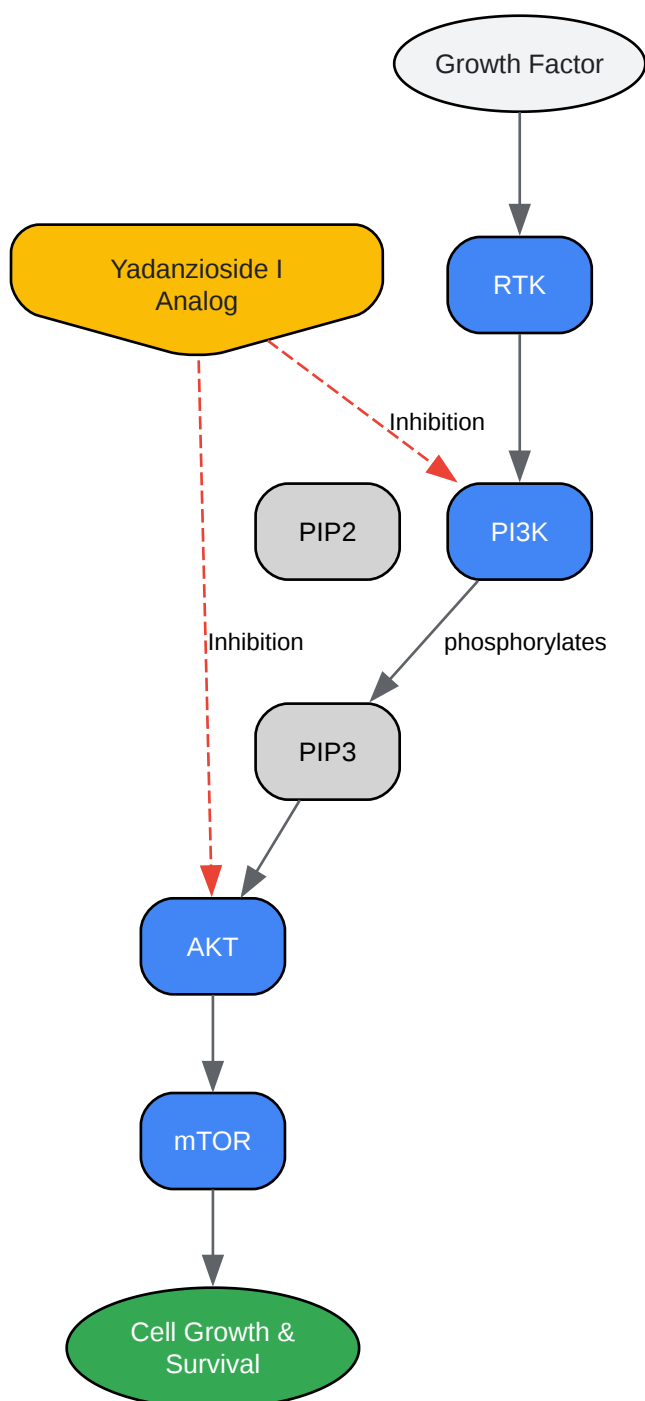 Growth Factor
Yadanzioside I
Analog
RTK
Inhibition
PIP2
PI3K
Inhibition
phosphorylates
PIP3
AKT
mTOR
Cell Growth &
Survival